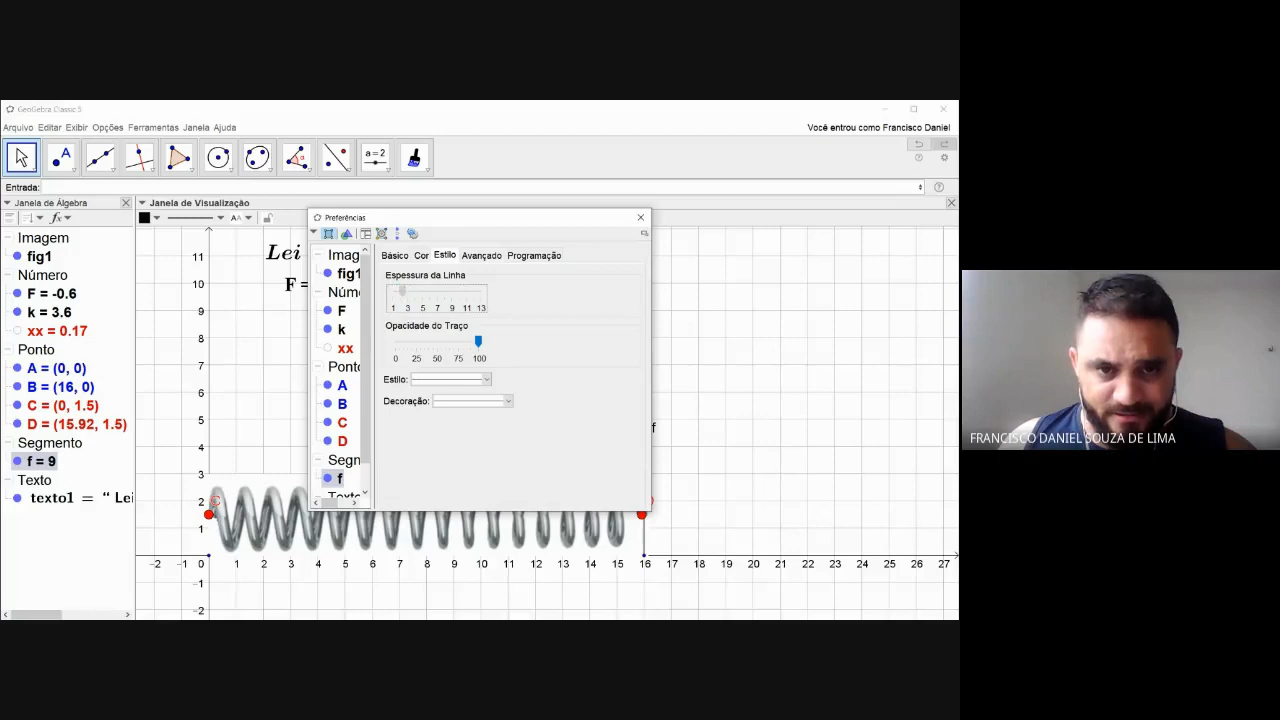 GeoGebra Classic 5
Arquivo Editar Exibir Opções Ferramentas Janela Ajuda
Você entrou como Francisco Daniel
A
a=2
Entrada:
Janela de Álgebra
Janela de Visualização
fx
AA
Imagem
fig1
Número
F = -0.6
k = 3.6
xx = 0.17
Ponto
A = (0, 0)
B = (16, 0)
C = (0, 1.5)
D = (15.92, 1.5)
Segmento
f = 9
Texto
texto1 = “ Lei
Preferências
Imag
fig1
Núme
F
k
xx
Ponto
A
B
C
D
Segn
f
Texto
Básico Cor Estilo Avançado Programação
Espessura da Linha
1 3 5 7 9 11 13
Opacidade do Traço
0 25 50 75 100
Estilo:
Decoração:
Lei
F=
f
C
11
10
9
8
7
6
5
4
3
2
1
−2 −1 0 1 2 3 4 5 6 7 8 9 10 11 12 13 14 15 16 17 18 19 20 21 22 23 24 25 26 27
−1
−2
FRANCISCO DANIEL SOUZA DE LIMA